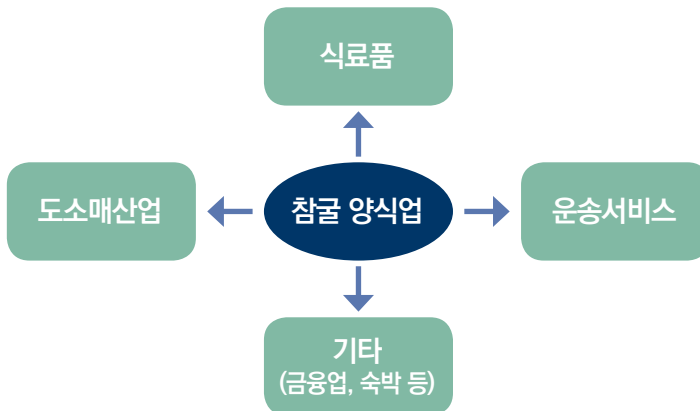 식료품
도소매산업
참굴 양식업
운송서비스
기타
(금융업, 숙박 등)